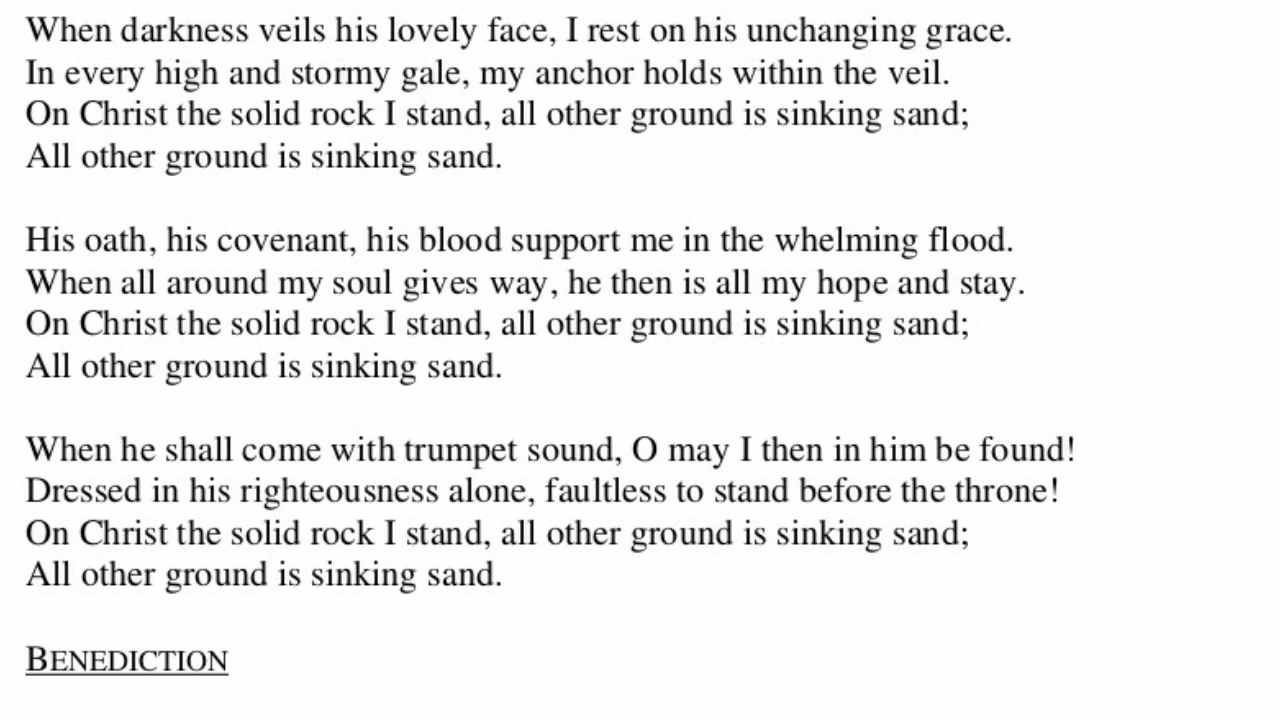 When darkness veils his lovely face, I rest on his unchanging grace.
In every high and stormy gale, my anchor holds within the veil.
On Christ the solid rock I stand, all other ground is sinking sand;
All other ground is sinking sand.
His oath, his covenant, his blood support me in the whelming flood.
When all around my soul gives way, he then is all my hope and stay.
On Christ the solid rock I stand, all other ground is sinking sand;
All other ground is sinking sand.
When he shall come with trumpet sound, O may I then in him be found!
Dressed in his righteousness alone, faultless to stand before the throne!
On Christ the solid rock I stand, all other ground is sinking sand;
All other ground is sinking sand.
BENEDICTION